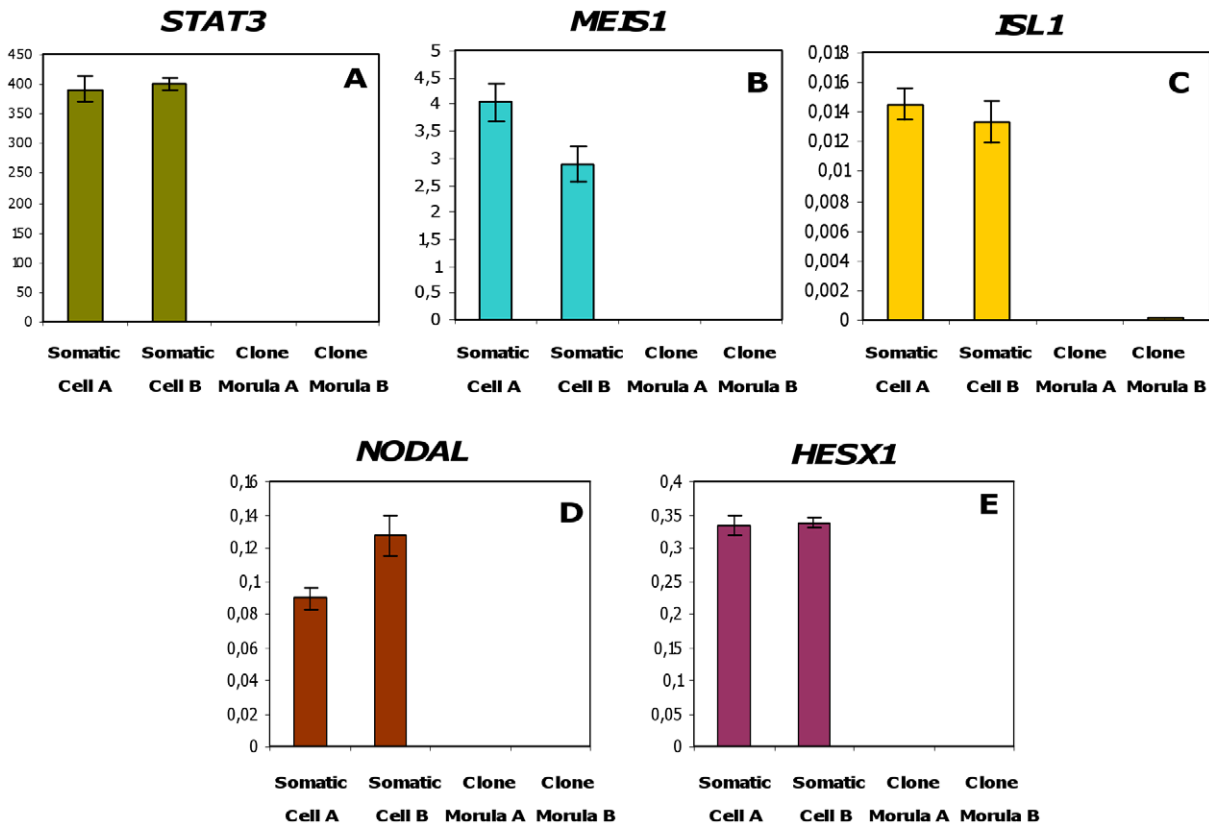 STAT3
A
450
400
350
300
250
200
150
100
50
0
Somatic Somatic Clone Clone
Cell A Cell B Morula A Morula B
MEIS1
B
5
4,5
4
3,5
3
2,5
2
1,5
1
0,5
0
Somatic Somatic Clone Clone
Cell A Cell B Morula A Morula B
ISL1
C
0,018
0,016
0,014
0,012
0,01
0,008
0,006
0,004
0,002
0
Somatic Somatic Clone Clone
Cell A Cell B Morula A Morula B
NODAL
D
0,16
0,14
0,12
0,1
0,08
0,06
0,04
0,02
0
Somatic Somatic Clone Clone
Cell A Cell B Morula A Morula B
HESX1
E
0,4
0,35
0,3
0,25
0,2
0,15
0,1
0,05
0
Somatic Somatic Clone Clone
Cell A Cell B Morula A Morula B